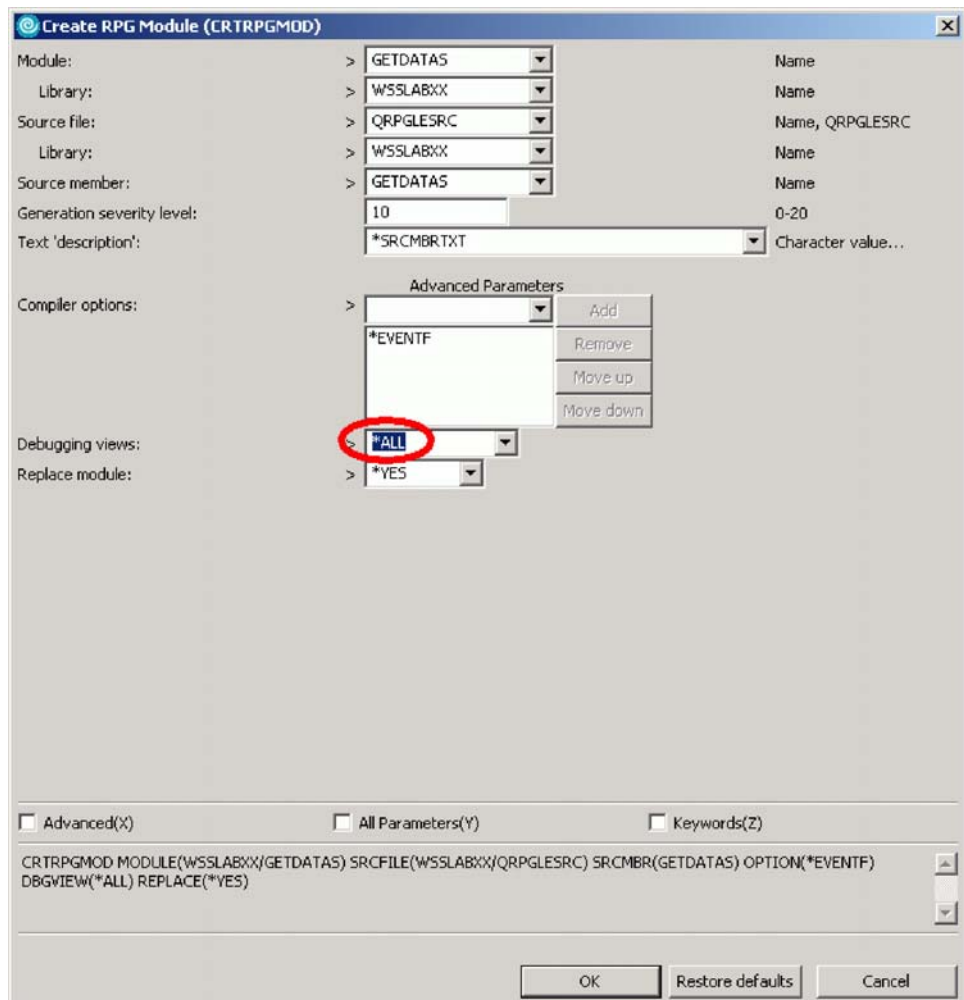 Create RPG Module (CRTRPGMOD)
Module: > GETDATAS Name
Library: > WSSLABXX Name
Source file: > QRPGLESRC Name, QRPGLESRC
Library: > WSSLABXX Name
Source member: > GETDATAS Name
Generation severity level: 10 0-20
Text 'description': *SRCMBRTXT Character value...
Advanced Parameters
Compiler options: > Add
*EVENTF Remove
Move up
Move down
Debugging views: > *ALL
Replace module: > *YES
Advanced(X) All Parameters(Y) Keywords(Z)
CRTRPGMOD MODULE(WSSLABXX/GETDATAS) SRCFILE(WSSLABXX/QRPGLESRC) SRCMBR(GETDATAS) OPTION(*EVENTF)
DBGVIEW(*ALL) REPLACE(*YES)
OK Restore defaults Cancel